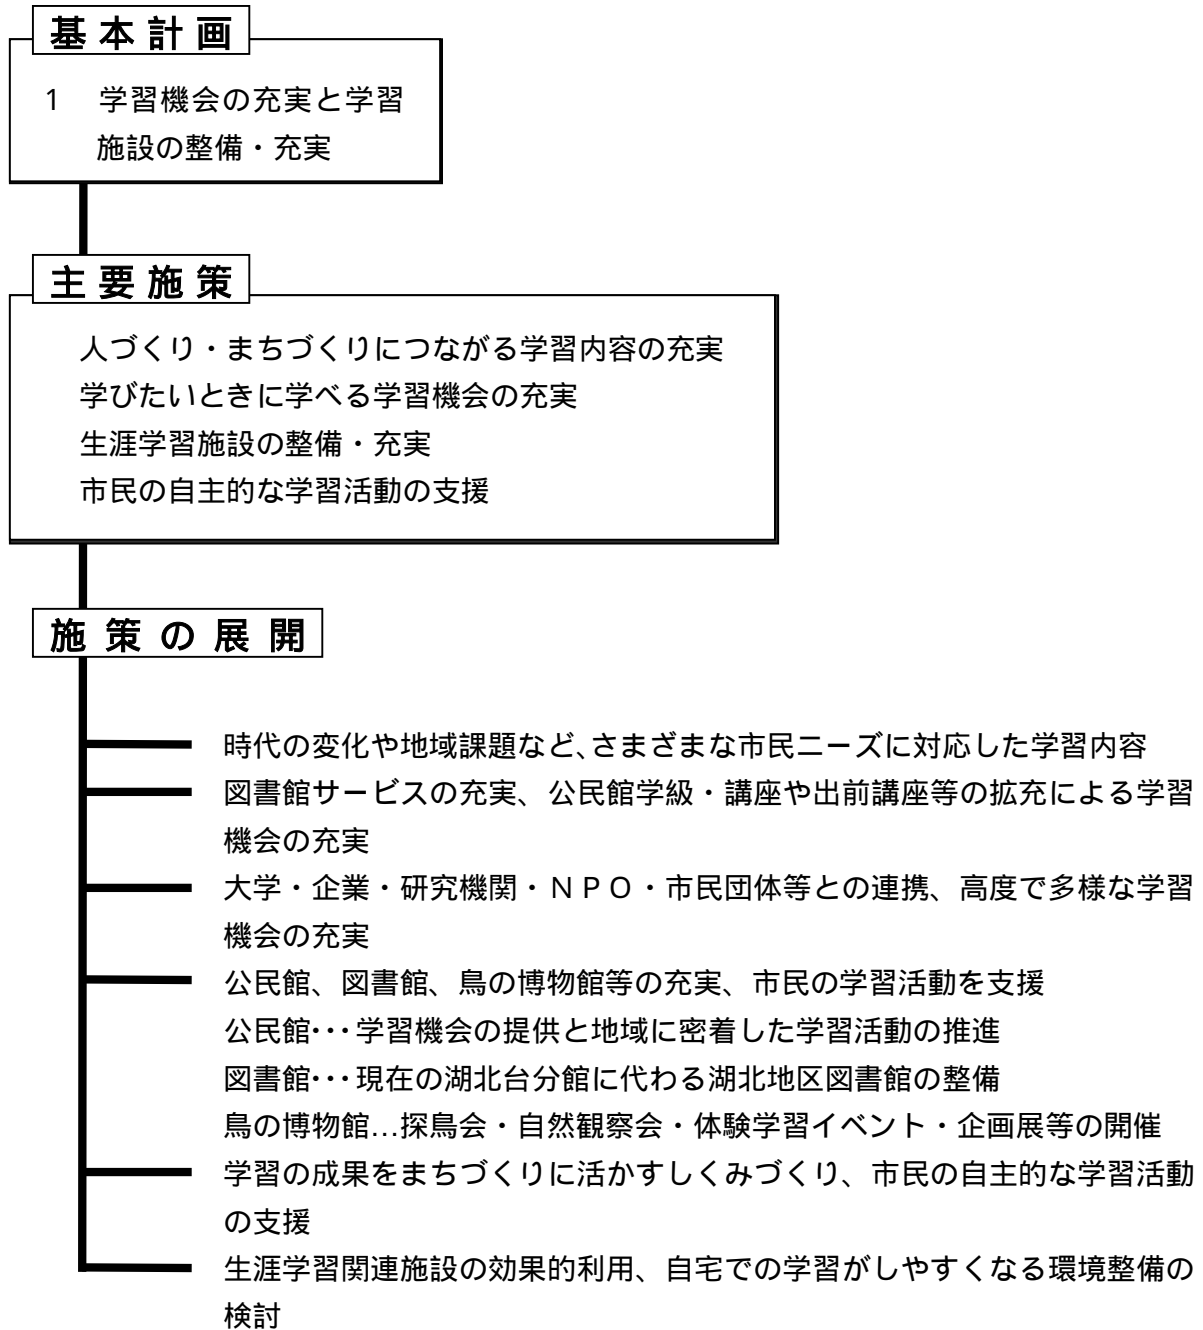 基本計画
1　学習機会の充実と学習
施設の整備・充実
主要施策
人づくり・まちづくりにつながる学習内容の充実
学びたいときに学べる学習機会の充実
生涯学習施設の整備・充実
市民の自主的な学習活動の支援
施策の展開
時代の変化や地域課題など、さまざまな市民ニーズに対応した学習内容
図書館サービスの充実、公民館学級・講座や出前講座等の拡充による学習
機会の充実
大学・企業・研究機関・ＮＰＯ・市民団体等との連携、高度で多様な学習
機会の充実
公民館、図書館、鳥の博物館等の充実、市民の学習活動を支援
公民館･･･学習機会の提供と地域に密着した学習活動の推進
図書館･･･現在の湖北台分館に代わる湖北地区図書館の整備
鳥の博物館…探鳥会・自然観察会・体験学習イベント・企画展等の開催
学習の成果をまちづくりに活かすしくみづくり、市民の自主的な学習活動
の支援
生涯学習関連施設の効果的利用、自宅での学習がしやすくなる環境整備の
検討